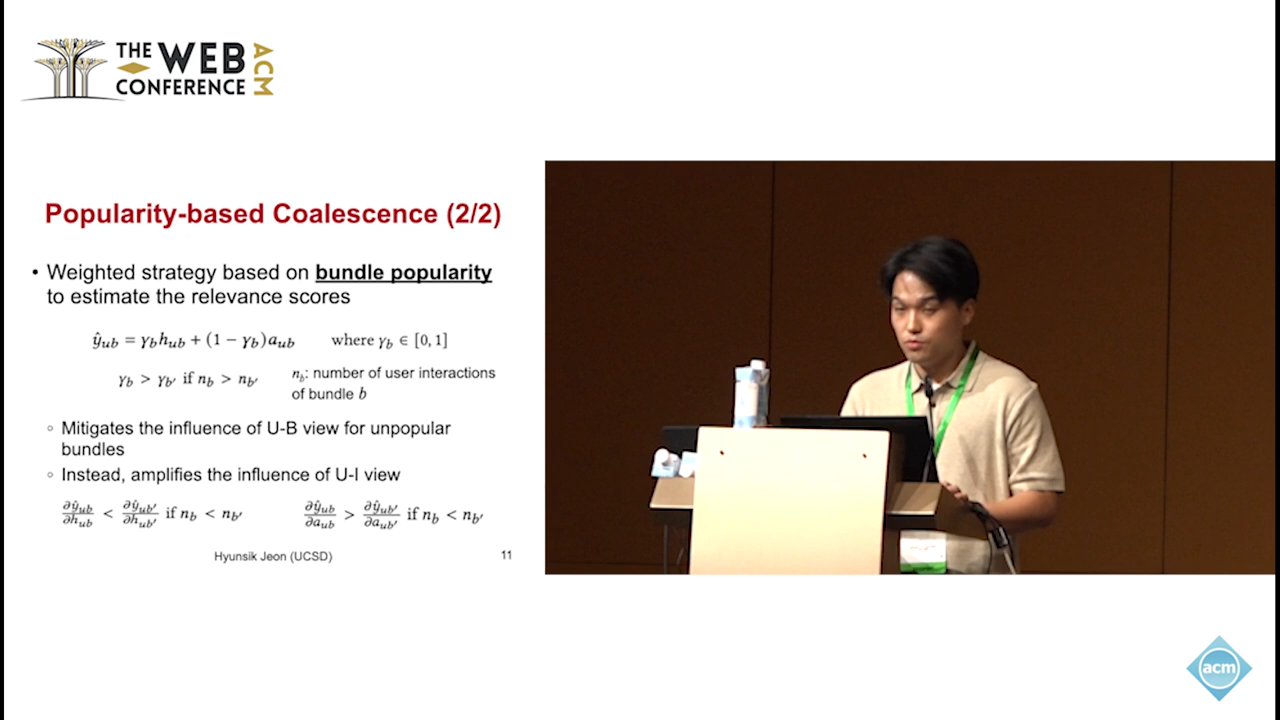 THE WEB
CONFERENCE
ACM
Popularity-based Coalescence (2/2)
• Weighted strategy based on bundle popularity
to estimate the relevance scores
ŷ_ub = γ_b h_ub + (1 − γ_b)a_ub where γ_b ∈ [0, 1]
γ_b > γ_b′ if n_b > n_b′
n_b: number of user interactions
of bundle b
◦ Mitigates the influence of U-B view for unpopular
bundles
◦ Instead, amplifies the influence of U-I view
∂ŷ_ub/∂h_ub < ∂ŷ_ub′/∂h_ub′ if n_b < n_b′
∂ŷ_ub/∂a_ub > ∂ŷ_ub′/∂a_ub′ if n_b < n_b′
Hyunsik Jeon (UCSD)
11
acm